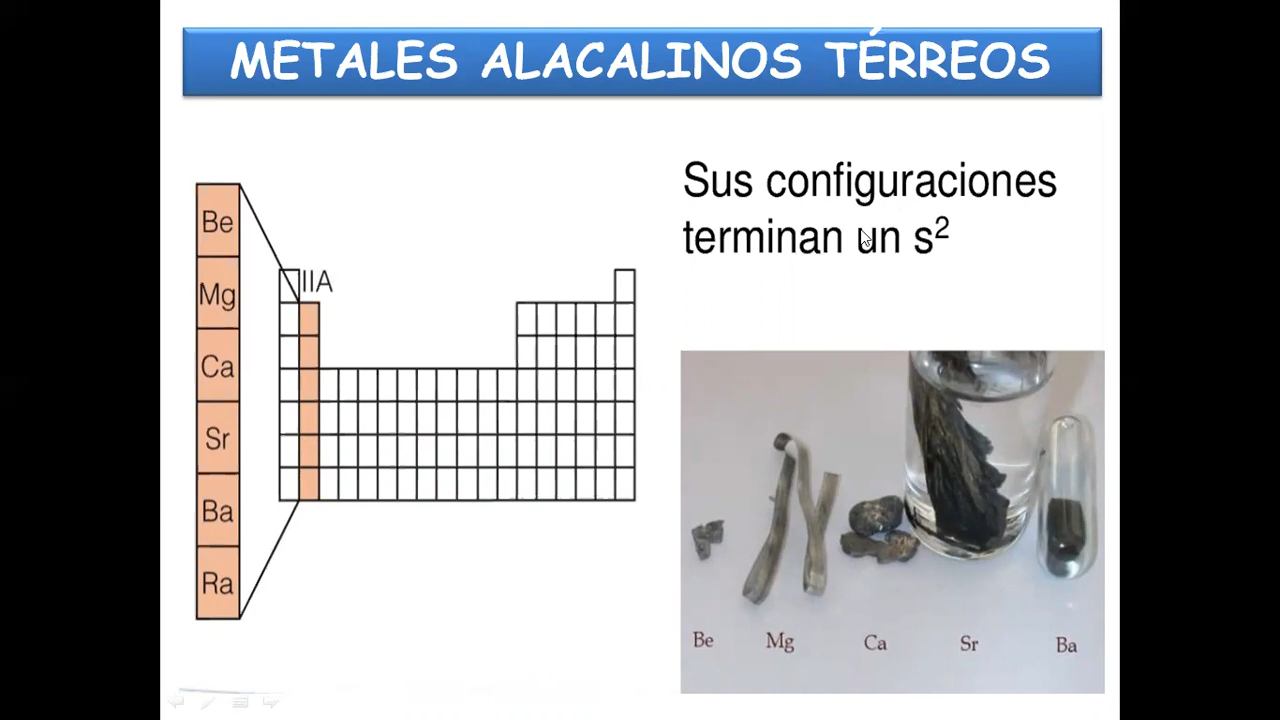 METALES ALACALINOS TÉRREOS
Sus configuraciones
terminan un s²
Be
Mg
Ca
Sr
Ba
Ra
IIA
Be Mg Ca Sr Ba